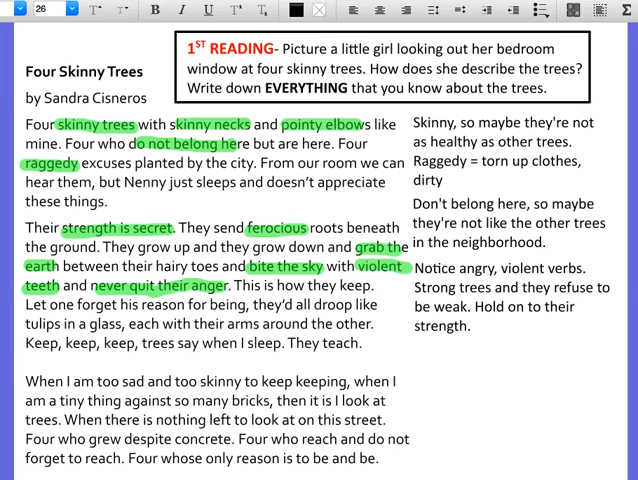 26
B I U T T
1ST READING- Picture a little girl looking out her bedroom
window at four skinny trees. How does she describe the trees?
Write down EVERYTHING that you know about the trees.
Four Skinny Trees
by Sandra Cisneros
Four skinny trees with skinny necks and pointy elbows like
mine. Four who do not belong here but are here. Four
raggedy excuses planted by the city. From our room we can
hear them, but Nenny just sleeps and doesn't appreciate
these things.
Their strength is secret. They send ferocious roots beneath
the ground. They grow up and they grow down and grab the
earth between their hairy toes and bite the sky with violent
teeth and never quit their anger. This is how they keep.
Let one forget his reason for being, they'd all droop like
tulips in a glass, each with their arms around the other.
Keep, keep, keep, trees say when I sleep. They teach.
When I am too sad and too skinny to keep keeping, when I
am a tiny thing against so many bricks, then it is I look at
trees. When there is nothing left to look at on this street.
Four who grew despite concrete. Four who reach and do not
forget to reach. Four whose only reason is to be and be.
Skinny, so maybe they're not
as healthy as other trees.
Raggedy = torn up clothes,
dirty
Don't belong here, so maybe
they're not like the other trees
in the neighborhood.
Notice angry, violent verbs.
Strong trees and they refuse to
be weak. Hold on to their
strength.